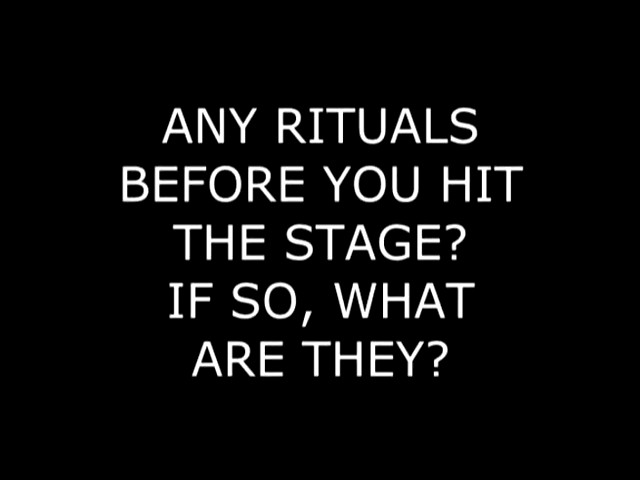 ANY RITUALS
BEFORE YOU HIT
THE STAGE?
IF SO, WHAT
ARE THEY?